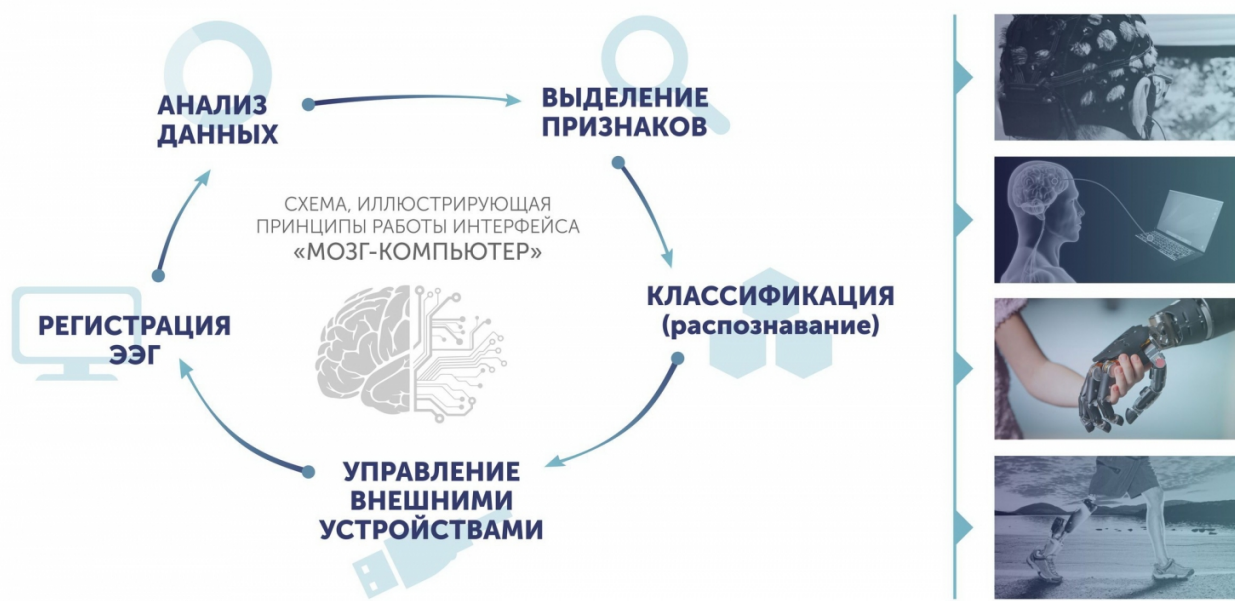 АНАЛИЗ
ДАННЫХ
ВЫДЕЛЕНИЕ
ПРИЗНАКОВ
СХЕМА, ИЛЛЮСТРИРУЮЩАЯ
ПРИНЦИПЫ РАБОТЫ ИНТЕРФЕЙСА
«МОЗГ-КОМПЬЮТЕР»
РЕГИСТРАЦИЯ
ЭЭГ
КЛАССИФИКАЦИЯ
(распознавание)
УПРАВЛЕНИЕ
ВНЕШНИМИ
УСТРОЙСТВАМИ